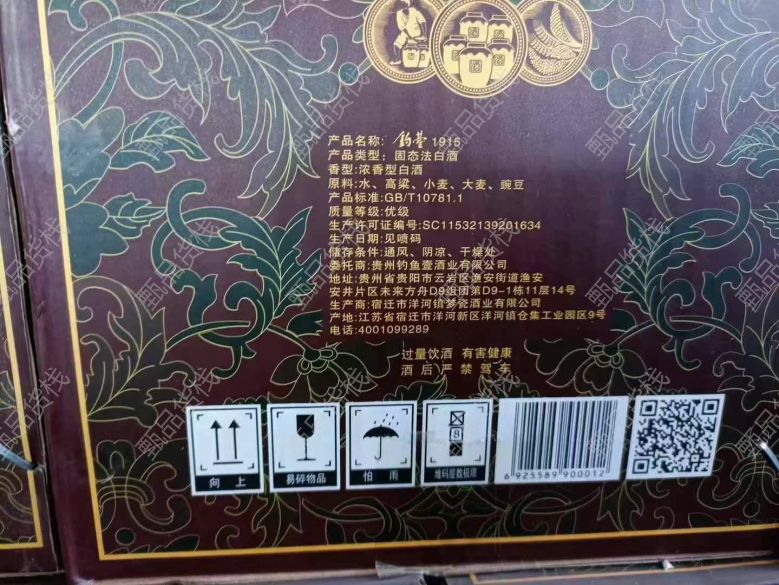 产品名称: 钓台 1915
产品类型: 固态法白酒
香型:浓香型白酒
原料:水、高粱、小麦、大麦、豌豆
产品标准:GB/T10781.1
质量等级:优级
生产许可证编号:SC11532139201634
生产日期:见喷码
储存条件:通风、阴凉、干燥处
委托商:贵州钓鱼壹酒业有限公司
地址:贵州省贵阳市云岩区渔安街道渔安
安井片区未来方舟D9组团第D9-1栋11层14号
生产商:宿迁市洋河镇梦瓷酒业有限公司
产地:江苏省宿迁市洋河新区洋河镇仓集工业园区9号
电话:4001099289
过量饮酒 有害健康
酒后严禁驾车
向上
易碎物品
怕雨
8
堆码层数极限
6925589900012
甄品货栈